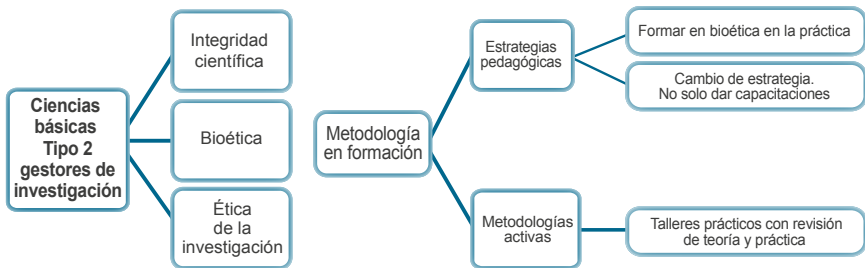 Ciencias
básicas
Tipo 2
gestores de
investigación
Integridad
científica
Bioética
Ética
de la
investigación
Metodología
en formación
Estrategias
pedagógicas
Formar en bioética en la práctica
Cambio de estrategia.
No solo dar capacitaciones
Metodologías
activas
Talleres prácticos con revisión
de teoría y práctica